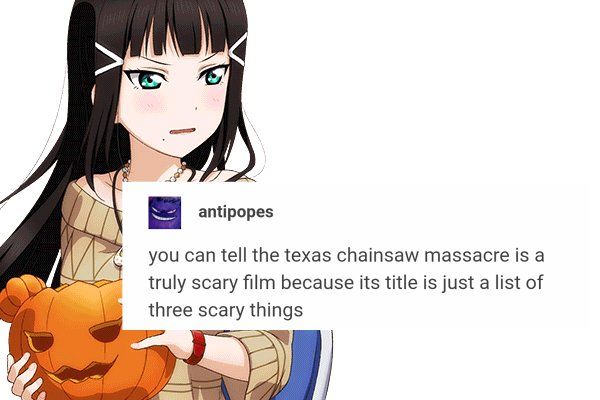 antipopes
you can tell the texas chainsaw massacre is a
truly scary film because its title is just a list of
three scary things